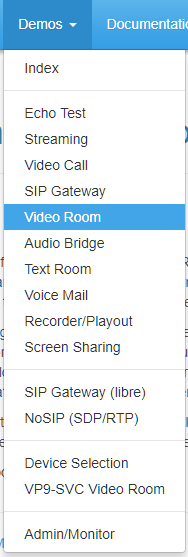 Demos Documentati
Index
Echo Test
Streaming
Video Call
SIP Gateway
Video Room
Audio Bridge
Text Room
Voice Mail
Recorder/Playout
Screen Sharing
SIP Gateway (libre)
NoSIP (SDP/RTP)
Device Selection
VP9-SVC Video Room
Admin/Monitor